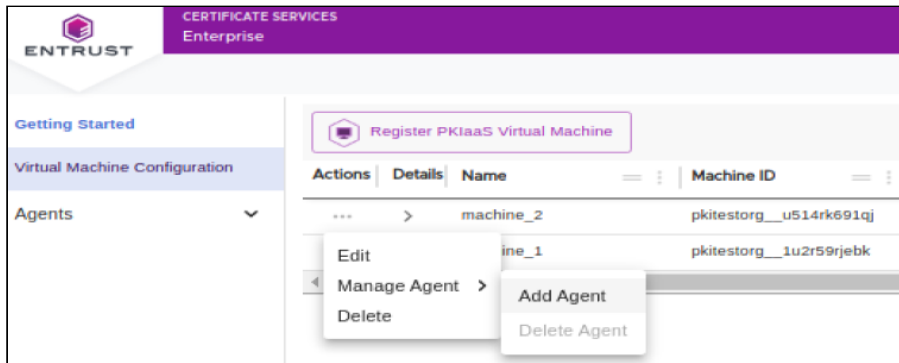 CERTIFICATE SERVICES
Enterprise
ENTRUST
Getting Started
Virtual Machine Configuration
Agents
Register PKIaaS Virtual Machine
Actions Details Name Machine ID
machine_2 pkitestorg__u514rk691qj
ine_1 pkitestorg__1u2r59rjebk
Edit
Manage Agent
Delete
Add Agent
Delete Agent